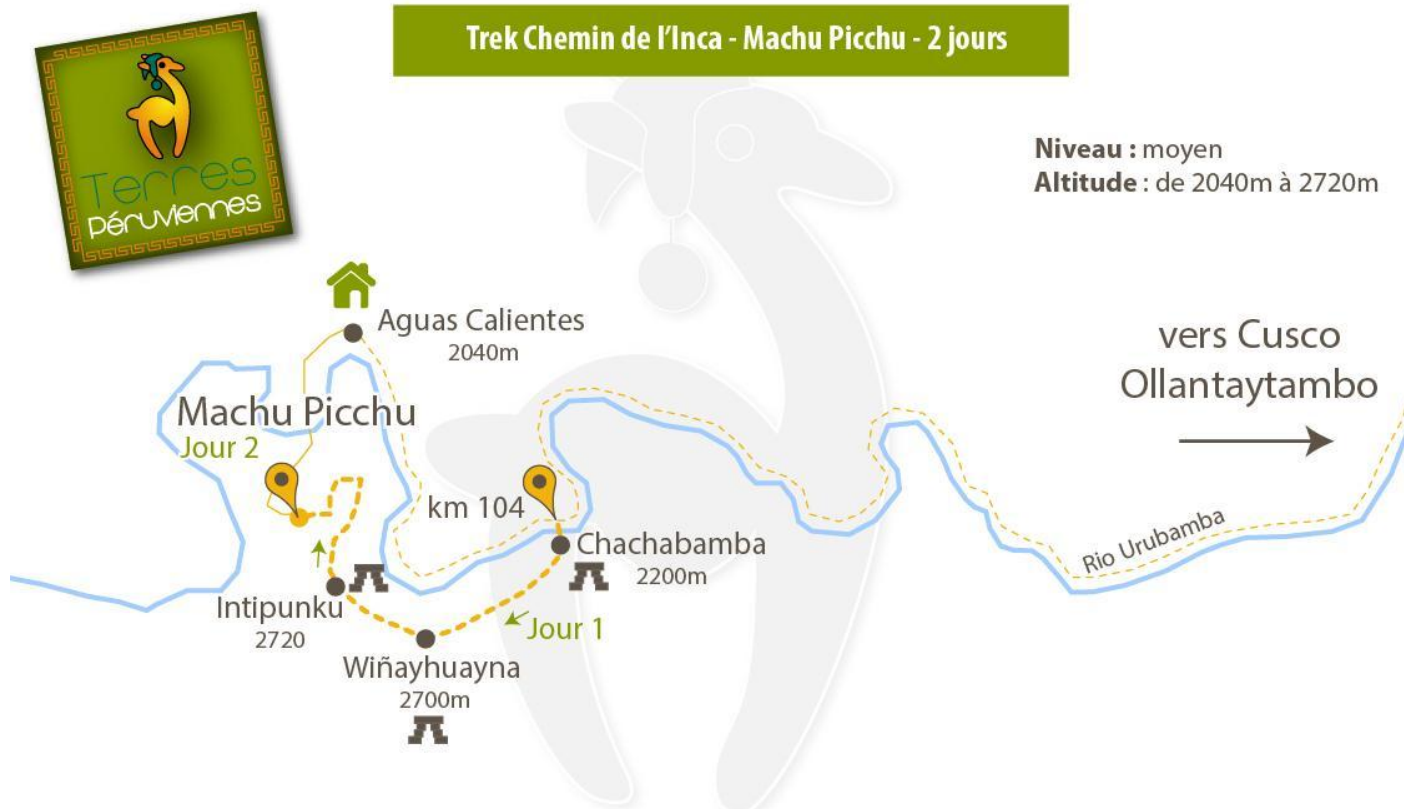 Trek Chemin de l'Inca - Machu Picchu - 2 jours
Terres
Péruviennes
Niveau : moyen
Altitude : de 2040m à 2720m
Aguas Calientes
2040m
vers Cusco
Ollantaytambo
Machu Picchu
Jour 2
km 104
Chachabamba
2200m
Rio Urubamba
Intipunku
2720
Jour 1
Wiñayhuayna
2700m